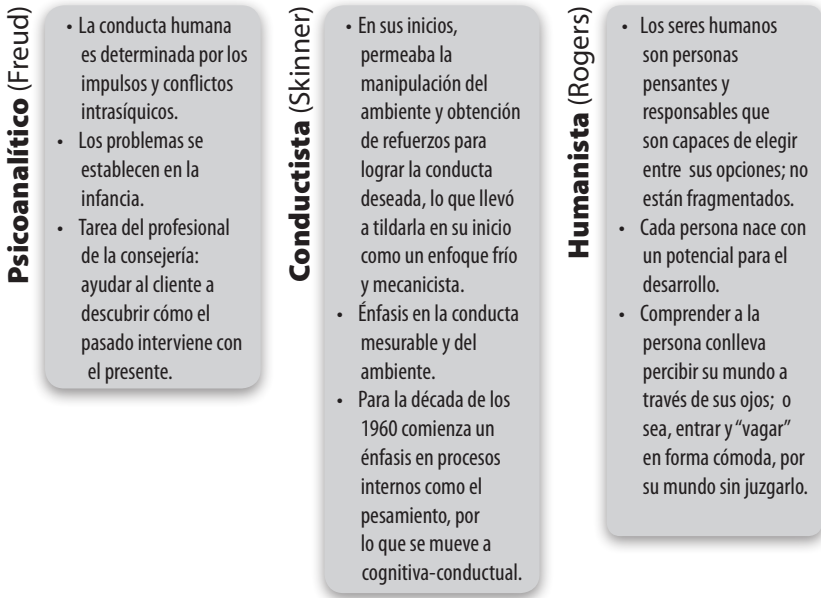 Psicoanalítico (Freud)
• La conducta humana
es determinada por los
impulsos y conflictos
intrasíquicos.
• Los problemas se
establecen en la
infancia.
• Tarea del profesional
de la consejería:
ayudar al cliente a
descubrir cómo el
pasado interviene con
el presente.
Conductista (Skinner)
• En sus inicios,
permeaba la
manipulación del
ambiente y obtención
de refuerzos para
lograr la conducta
deseada, lo que llevó
a tildarla en su inicio
como un enfoque frío
y mecanicista.
• Énfasis en la conducta
mesurable y del
ambiente.
• Para la década de los
1960 comienza un
énfasis en procesos
internos como el
pesamiento, por
lo que se mueve a
cognitiva-conductual.
Humanista (Rogers)
• Los seres humanos
son personas
pensantes y
responsables que
son capaces de elegir
entre sus opciones; no
están fragmentados.
• Cada persona nace con
un potencial para el
desarrollo.
• Comprender a la
persona conlleva
percibir su mundo a
través de sus ojos; o
sea, entrar y “vagar”
en forma cómoda, por
su mundo sin juzgarlo.